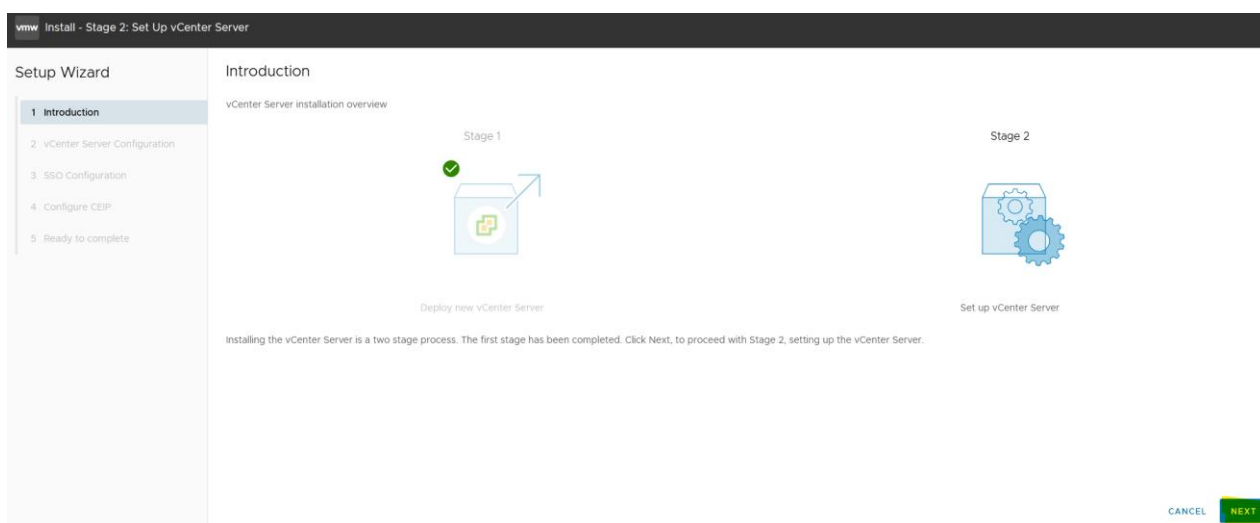 vmw Install - Stage 2: Set Up vCenter Server
Setup Wizard
1 Introduction
2 vCenter Server Configuration
3 SSO Configuration
4 Configure CEIP
5 Ready to complete
Introduction
vCenter Server installation overview
Stage 1
Stage 2
Deploy new vCenter Server
Set up vCenter Server
Installing the vCenter Server is a two stage process. The first stage has been completed. Click Next, to proceed with Stage 2, setting up the vCenter Server.
CANCEL NEXT